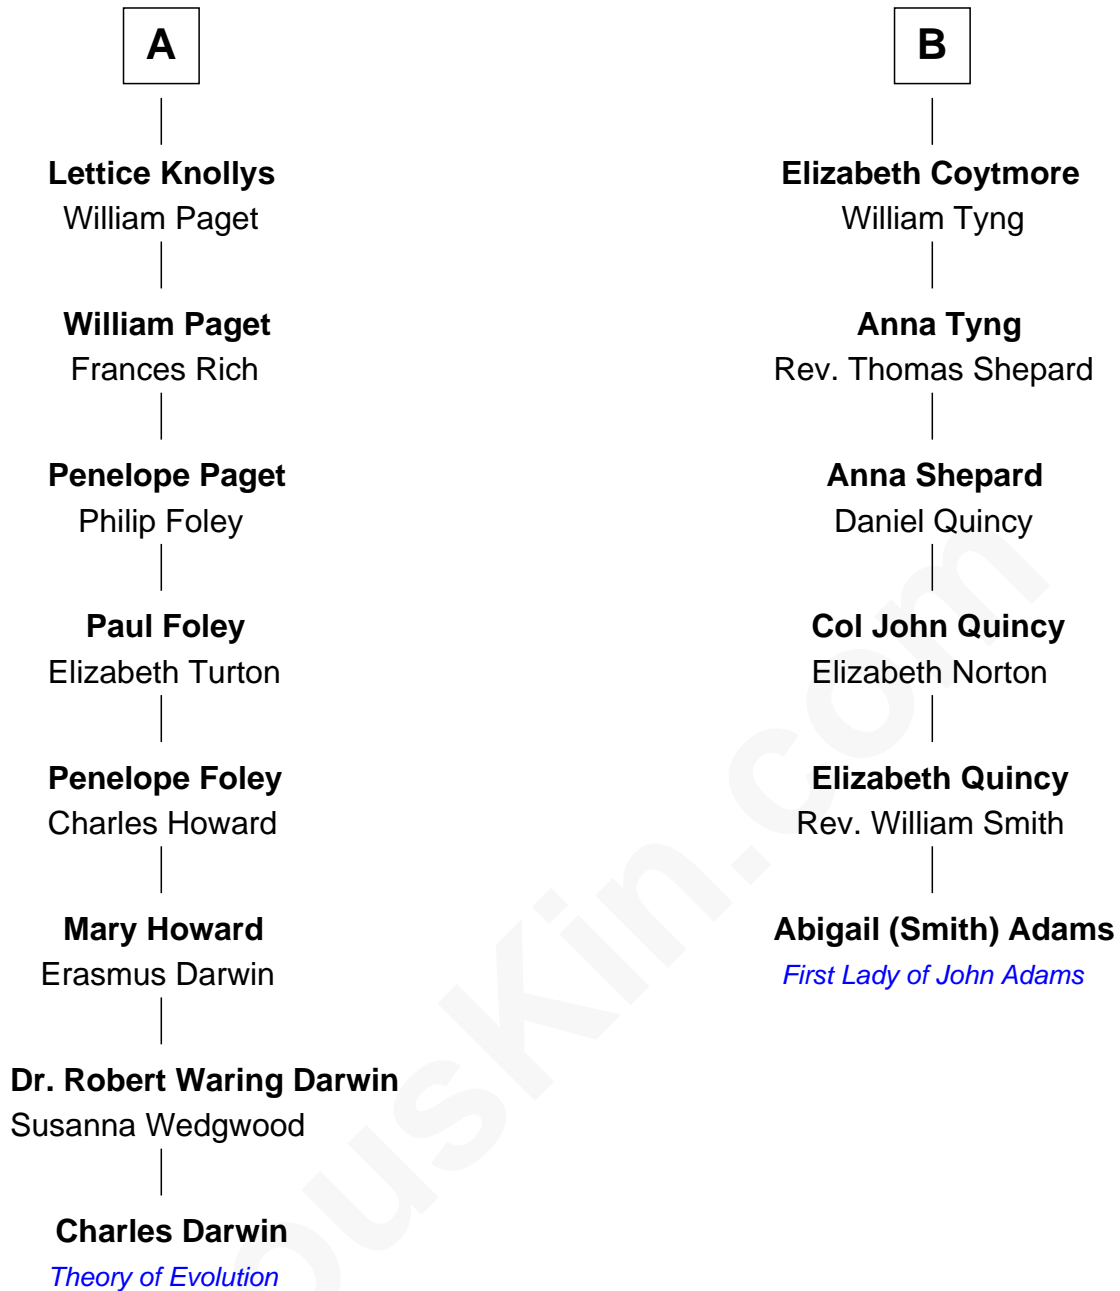 A
Lettice Knollys
William Paget
William Paget
Frances Rich
Penelope Paget
Philip Foley
Paul Foley
Elizabeth Turton
Penelope Foley
Charles Howard
Mary Howard
Erasmus Darwin
Dr. Robert Waring Darwin
Susanna Wedgwood
Charles Darwin
Theory of Evolution
B
Elizabeth Coytmore
William Tyng
Anna Tyng
Rev. Thomas Shepard
Anna Shepard
Daniel Quincy
Col John Quincy
Elizabeth Norton
Elizabeth Quincy
Rev. William Smith
Abigail (Smith) Adams
First Lady of John Adams
ousKin.com